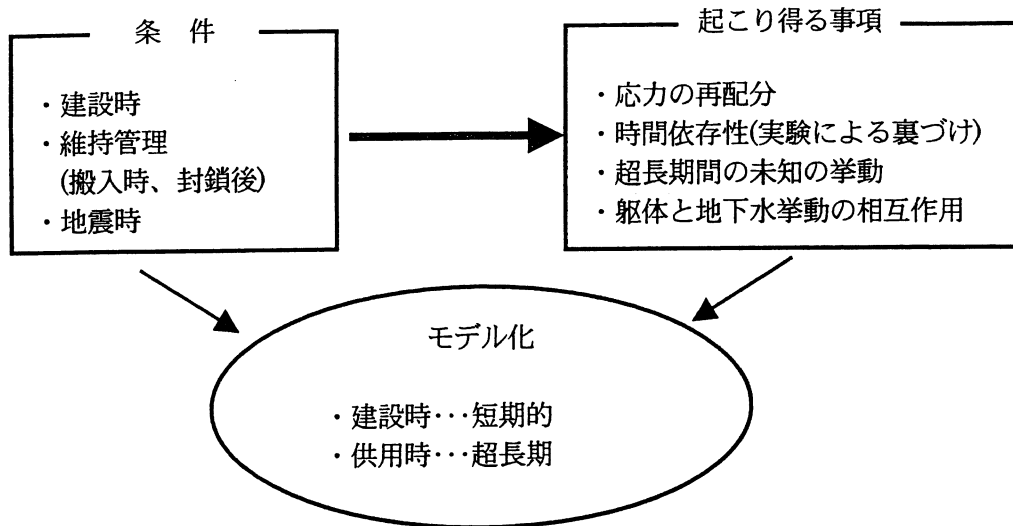 条　件
・建設時
・維持管理
(搬入時、封鎖後)
・地震時
起こり得る事項
・応力の再配分
・時間依存性(実験による裏づけ)
・超長期間の未知の挙動
・躯体と地下水挙動の相互作用
モデル化
・建設時･･･短期的
・供用時･･･超長期